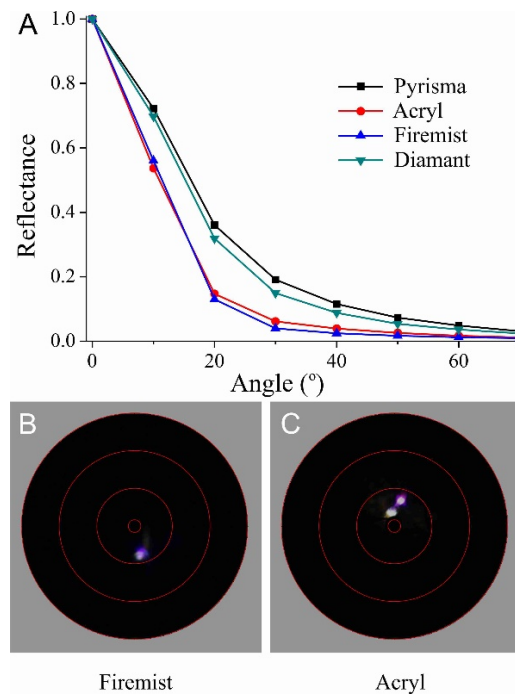 A
1.0
0.8
0.6
0.4
0.2
0.0
Reflectance
Pyrisma
Acryl
Firemist
Diamant
0 20 40 60
Angle (º)
B
C
Firemist
Acryl